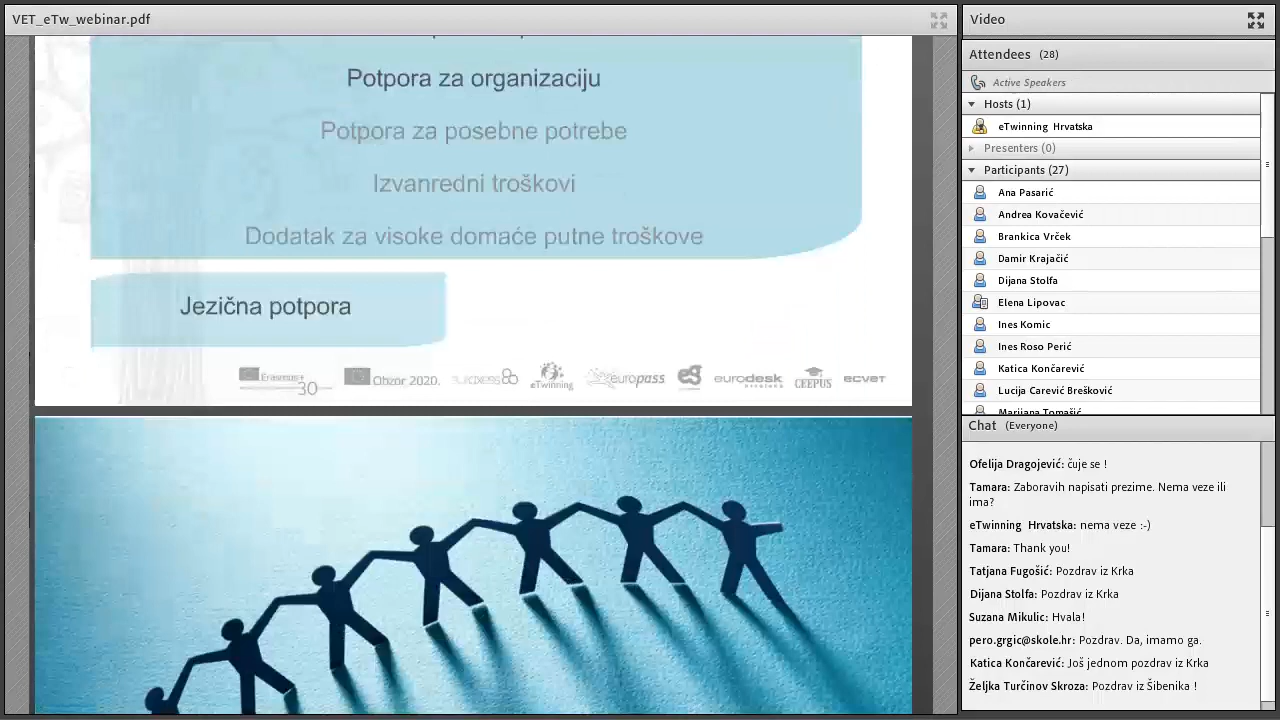 VET_eTw_webinar.pdf
Potpora za organizaciju
Potpora za posebne potrebe
Izvanredni troškovi
Dodatak za visoke domaće putne troškove
Jezična potpora
Erasmus+
30
Obzor 2020.
eTwinning
europass
eurodesk
CEEPUS
ecvet
Video
Attendees (28)
Active Speakers
Hosts (1)
eTwinning Hrvatska
Presenters (0)
Participants (27)
Ana Pasarić
Andrea Kovačević
Brankica Vrček
Damir Krajačić
Dijana Stolfa
Elena Lipovac
Ines Komic
Ines Roso Perić
Katica Končarević
Lucija Carević Brešković
Marijana Tomašić
Chat (Everyone)
Ofelija Dragojević: čuje se !
Tamara: Zaboravih napisati prezime. Nema veze ili
ima?
eTwinning Hrvatska: nema veze :-)
Tamara: Thank you!
Tatjana Fugošić: Pozdrav iz Krka
Dijana Stolfa: Pozdrav iz Krka
Suzana Mikulic: Hvala!
pero.grgic@skole.hr: Pozdrav. Da, imamo ga.
Katica Končarević: Još jednom pozdrav iz Krka
Željka Turčinov Skroza: Pozdrav iz Šibenika !